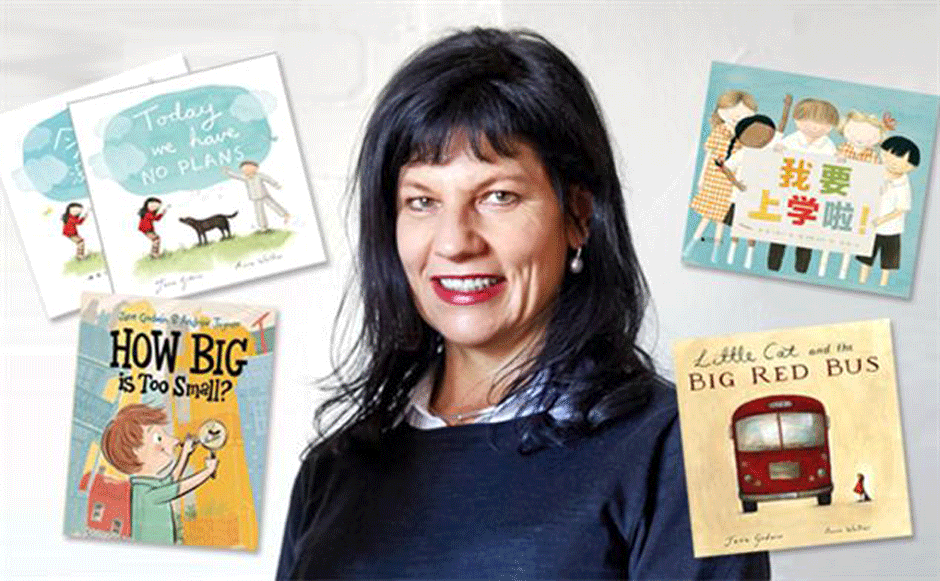 Today
we have
NO PLANS
Jane Godwin Anna Walker
Jane Godwin & Andrew Joyner
HOW BIG
is Too Small?
我要
上学啦!
Little Cat and the
BIG RED BUS
Jane Godwin Anna Walker